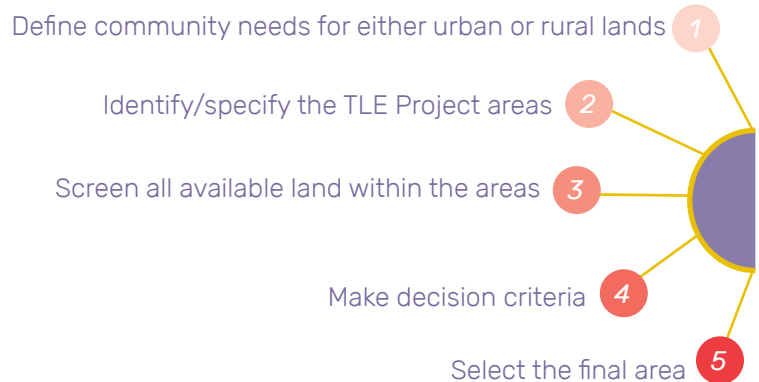 Define community needs for either urban or rural lands 1
Identify/specify the TLE Project areas 2
Screen all available land within the areas 3
Make decision criteria 4
Select the final area 5